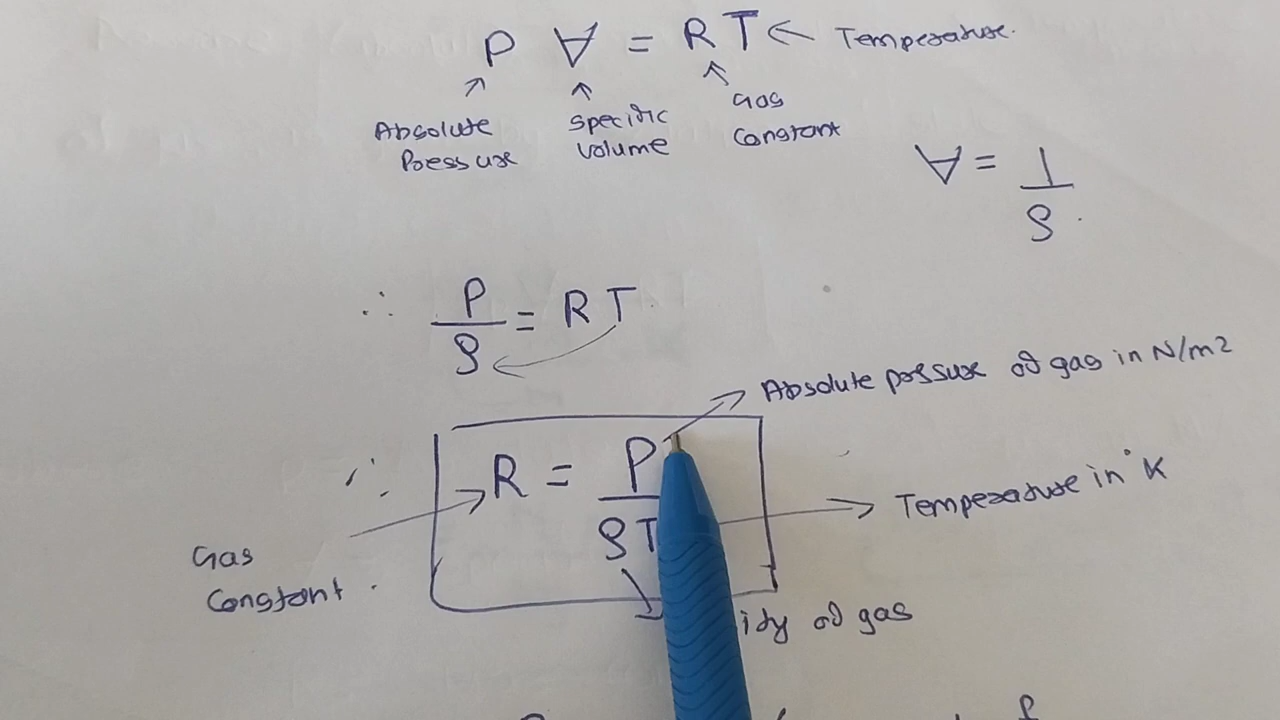 P ∀ = R T ← Temperature.
Absolute Pressure
Specific volume
Gas Constant
∀ = 1/ρ
∴ P/ρ = R T
∴ R = P/ρT
Absolute pressure of gas in N/m2
Temperature in °K
Gas
Constant.
of gas